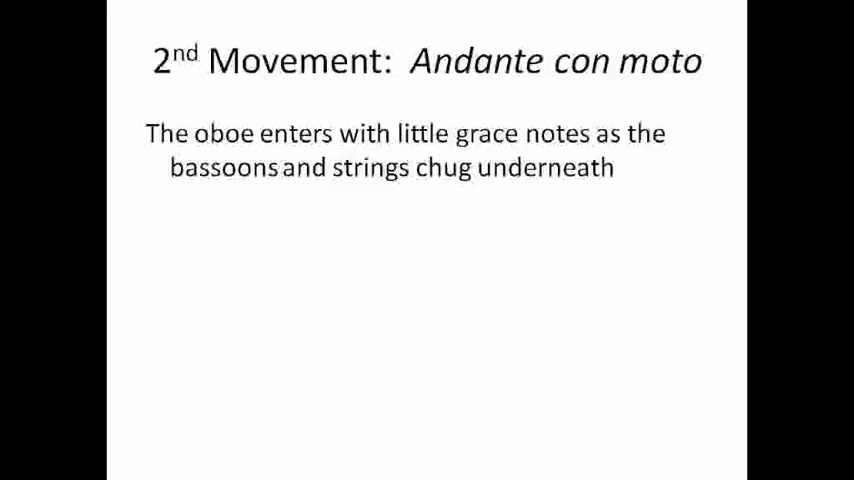 2nd Movement: Andante con moto
The oboe enters with little grace notes as the
bassoons and strings chug underneath